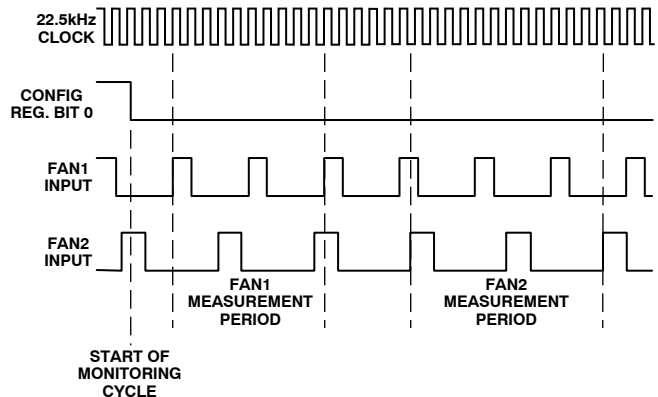 22.5kHz
CLOCK
CONFIG
REG. BIT 0
FAN1
INPUT
FAN2
INPUT
FAN1
MEASUREMENT
PERIOD
FAN2
MEASUREMENT
PERIOD
START OF
MONITORING
CYCLE